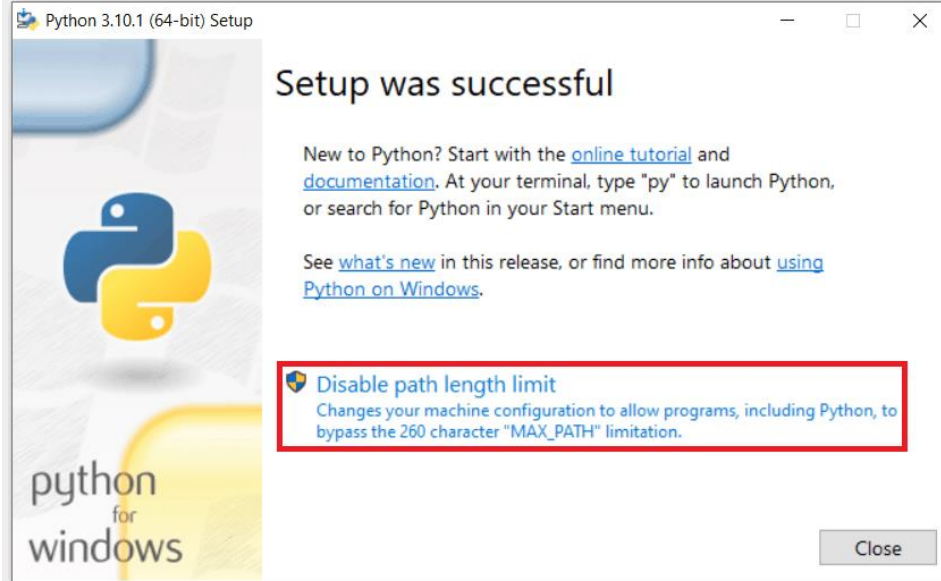 Python 3.10.1 (64-bit) Setup
Setup was successful
New to Python? Start with the online tutorial and
documentation. At your terminal, type "py" to launch Python,
or search for Python in your Start menu.
See what's new in this release, or find more info about using
Python on Windows.
Disable path length limit
Changes your machine configuration to allow programs, including Python, to
bypass the 260 character "MAX_PATH" limitation.
python
for
windows
Close